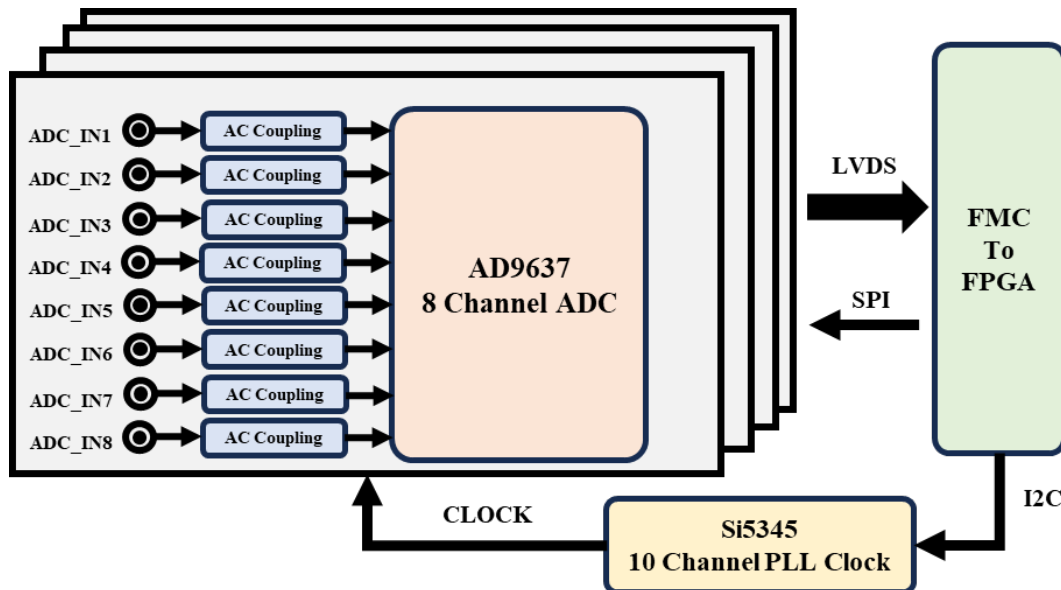 ADC_IN1
AC Coupling
ADC_IN2
AC Coupling
ADC_IN3
AC Coupling
ADC_IN4
AC Coupling
ADC_IN5
AC Coupling
ADC_IN6
AC Coupling
ADC_IN7
AC Coupling
ADC_IN8
AC Coupling
AD9637
8 Channel ADC
LVDS
SPI
FMC
To
FPGA
I2C
CLOCK
Si5345
10 Channel PLL Clock